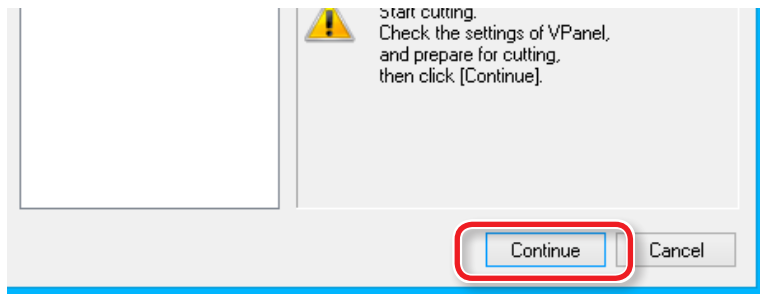 Start cutting.
Check the settings of VPanel,
and prepare for cutting,
then click [Continue].
Continue
Cancel